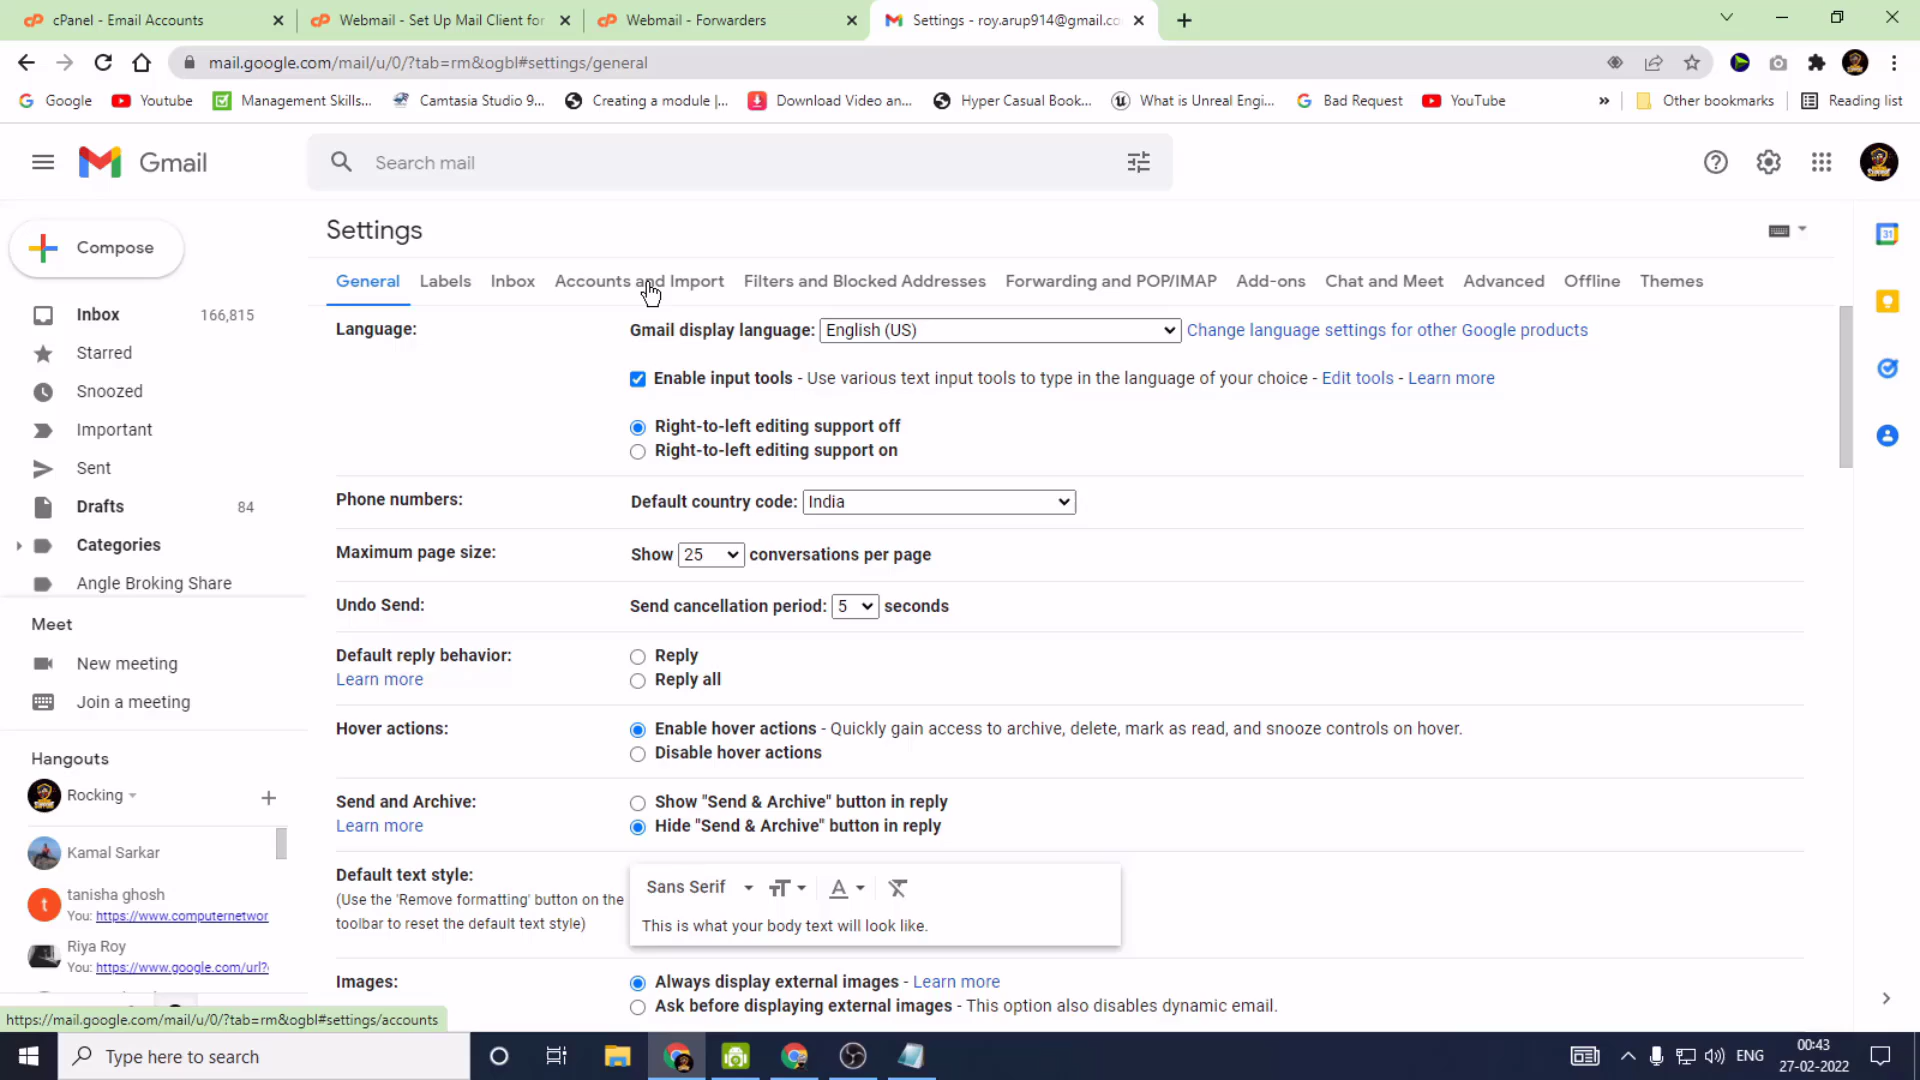 cPanel - Email Accounts
Webmail - Set Up Mail Client for
Webmail - Forwarders
Settings - roy.arup914@gmail.co
mail.google.com/mail/u/0/?tab=rm&ogbl#settings/general
Google
Youtube
Management Skills...
Camtasia Studio 9...
Creating a module |...
Download Video an...
Hyper Casual Book...
What is Unreal Engi...
Bad Request
YouTube
»
Other bookmarks
Reading list
Gmail
Search mail
Compose
Settings
General
Labels
Inbox
Accounts and Import
Filters and Blocked Addresses
Forwarding and POP/IMAP
Add-ons
Chat and Meet
Advanced
Offline
Themes
Inbox 166,815
Starred
Snoozed
Important
Sent
Drafts 84
Categories
Angle Broking Share
Meet
New meeting
Join a meeting
Hangouts
Rocking
Kamal Sarkar
t
tanisha ghosh
You: https://www.computernetwor
Riya Roy
You: https://www.google.com/url?
Language:
Gmail display language: English (US) Change language settings for other Google products
Enable input tools - Use various text input tools to type in the language of your choice - Edit tools - Learn more
Right-to-left editing support off
Right-to-left editing support on
Phone numbers:
Default country code: India
Maximum page size:
Show 25 conversations per page
Undo Send:
Send cancellation period: 5 seconds
Default reply behavior:
Learn more
Reply
Reply all
Hover actions:
Enable hover actions - Quickly gain access to archive, delete, mark as read, and snooze controls on hover.
Disable hover actions
Send and Archive:
Learn more
Show "Send & Archive" button in reply
Hide "Send & Archive" button in reply
Default text style:
(Use the 'Remove formatting' button on the
toolbar to reset the default text style)
Sans Serif
This is what your body text will look like.
Images:
Always display external images - Learn more
Ask before displaying external images - This option also disables dynamic email.
https://mail.google.com/mail/u/0/?tab=rm&ogbl#settings/accounts
Type here to search
ENG
00:43
27-02-2022